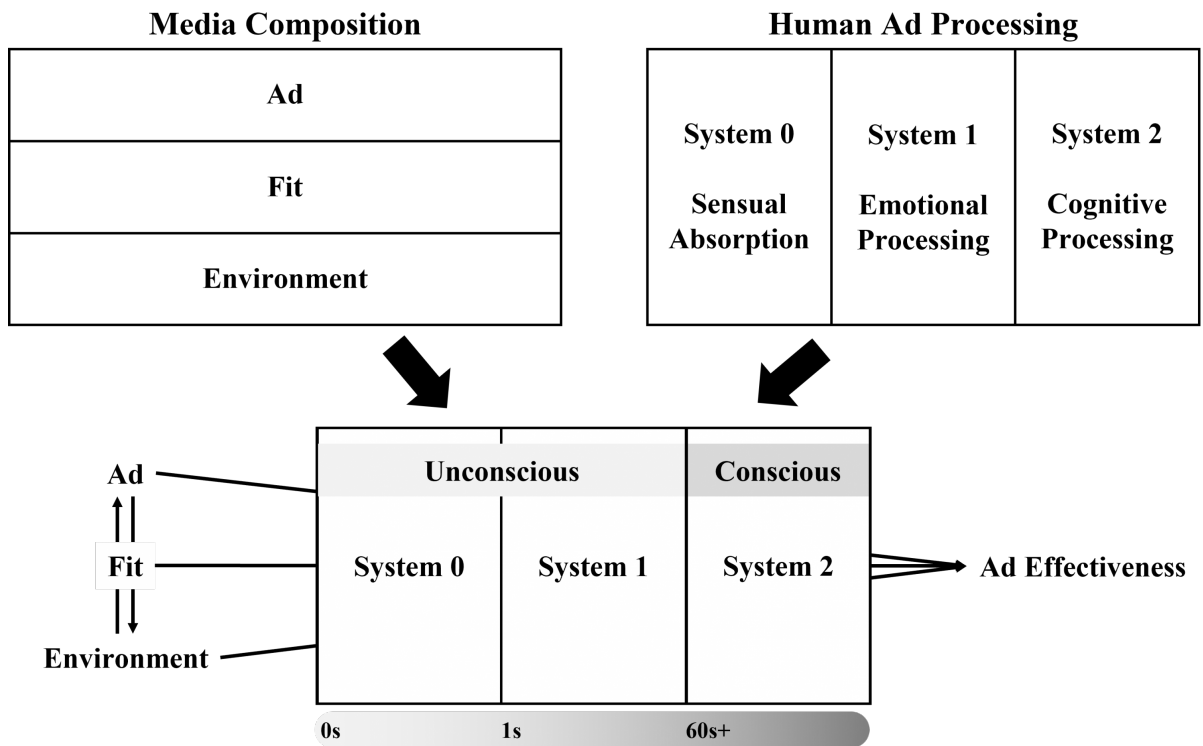 Media Composition
Ad
Fit
Environment
Human Ad Processing
System 0
Sensual
Absorption
System 1
Emotional
Processing
System 2
Cognitive
Processing
Unconscious
Conscious
Ad
Fit
Environment
System 0
System 1
System 2
Ad Effectiveness
0s
1s
60s+